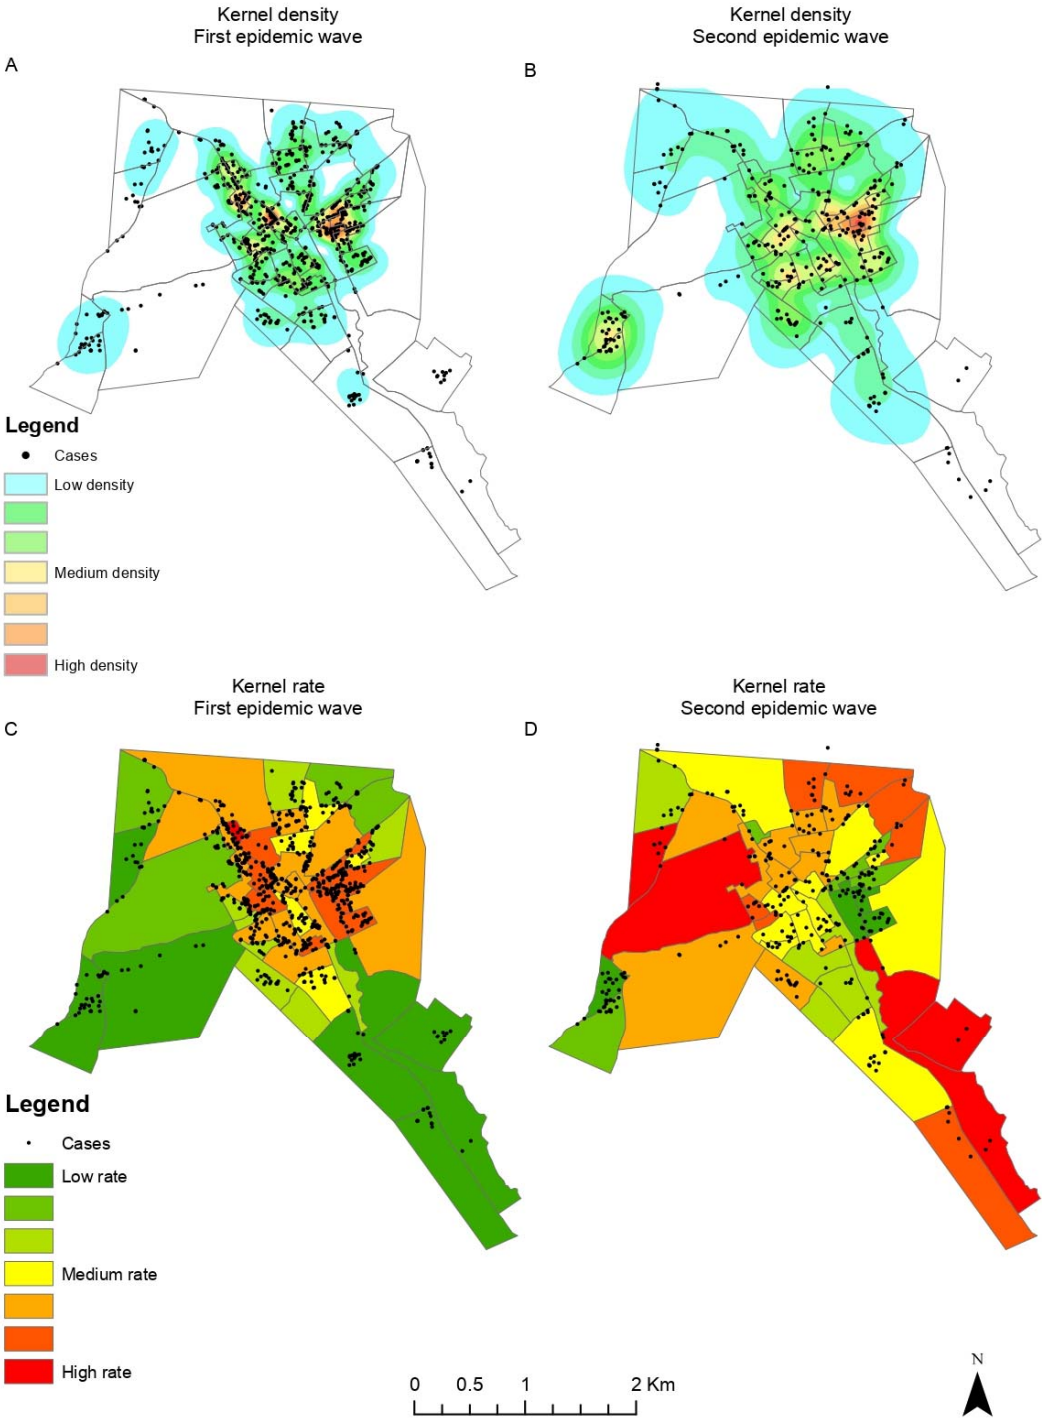 Kernel density
First epidemic wave
Kernel density
Second epidemic wave
A
B
Legend
Cases
Low density
Medium density
High density
Kernel rate
First epidemic wave
Kernel rate
Second epidemic wave
C
D
Legend
Cases
Low rate
Medium rate
High rate
0 0.5 1 2 Km
N